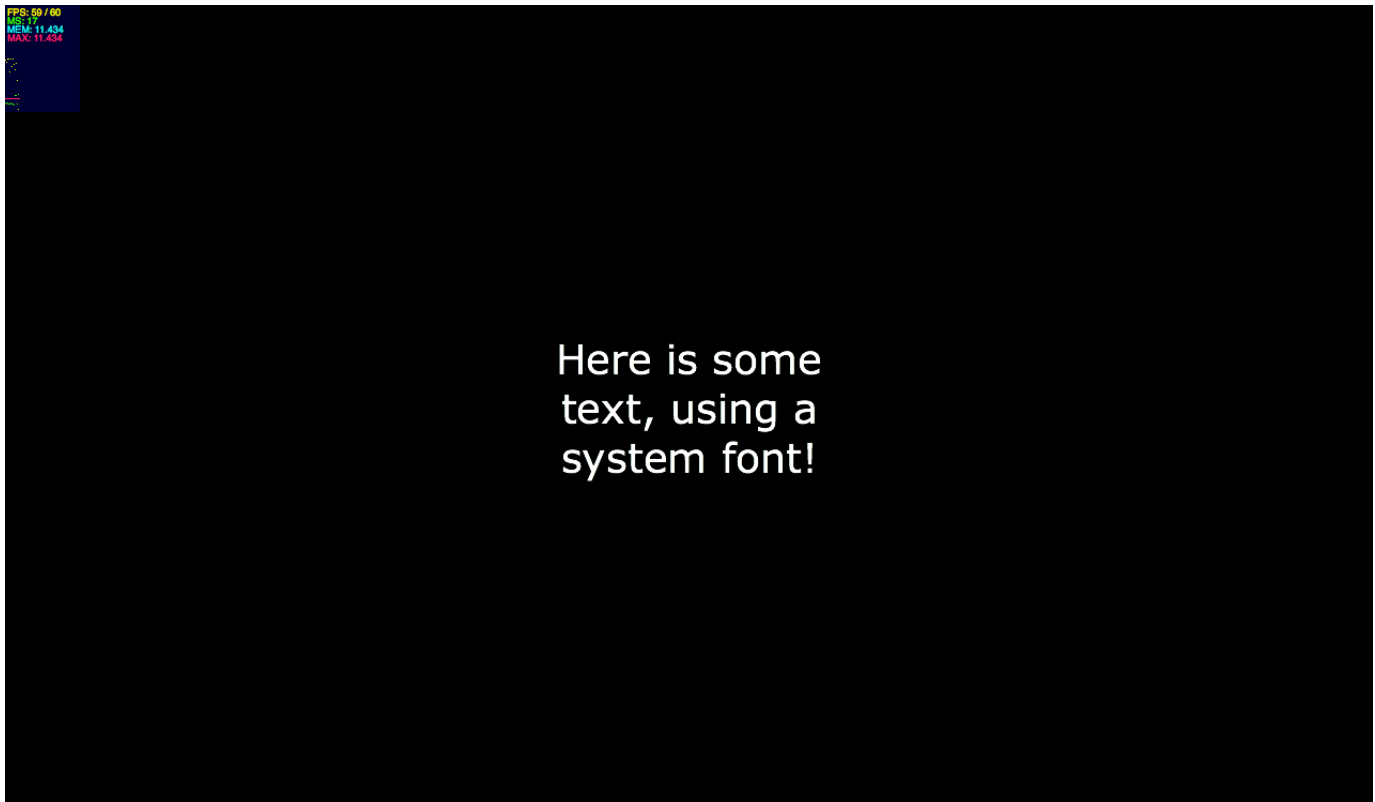 FPS: 59 / 60
MS: 17
MEM: 11.434
MAX: 11.434
Here is some
text, using a
system font!